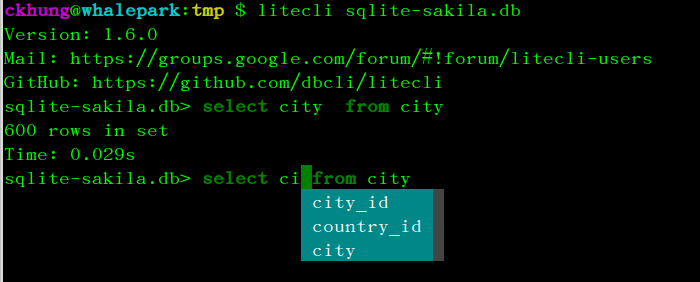 ckhung@whalepark:tmp $ litecli sqlite-sakila.db
Version: 1.6.0
Mail: https://groups.google.com/forum/#!forum/litecli-users
GitHub: https://github.com/dbcli/litecli
sqlite-sakila.db> select city  from city
600 rows in set
Time: 0.029s
sqlite-sakila.db> select ci from city
city_id
country_id
city